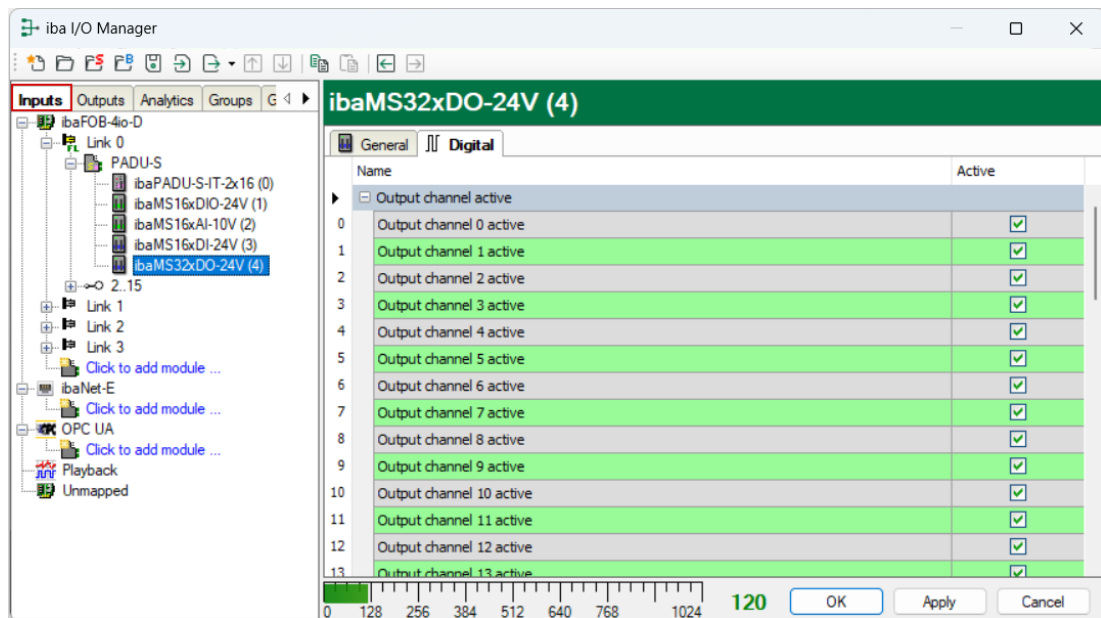 iba I/O Manager
Inputs Outputs Analytics Groups G
ibaFOB-4io-D
Link 0
PADU-S
ibaPADU-S-IT-2x16 (0)
ibaMS16xDIO-24V (1)
ibaMS16xAI-10V (2)
ibaMS16xDI-24V (3)
ibaMS32xDO-24V (4)
2..15
Link 1
Link 2
Link 3
Click to add module ...
ibaNet-E
Click to add module ...
OPC UA
Click to add module ...
Playback
Unmapped
ibaMS32xDO-24V (4)
General Digital
Name Active
Output channel active
0 Output channel 0 active
1 Output channel 1 active
2 Output channel 2 active
3 Output channel 3 active
4 Output channel 4 active
5 Output channel 5 active
6 Output channel 6 active
7 Output channel 7 active
8 Output channel 8 active
9 Output channel 9 active
10 Output channel 10 active
11 Output channel 11 active
12 Output channel 12 active
13 Output channel 13 active
0 128 256 384 512 640 768 1024 120 OK Apply Cancel